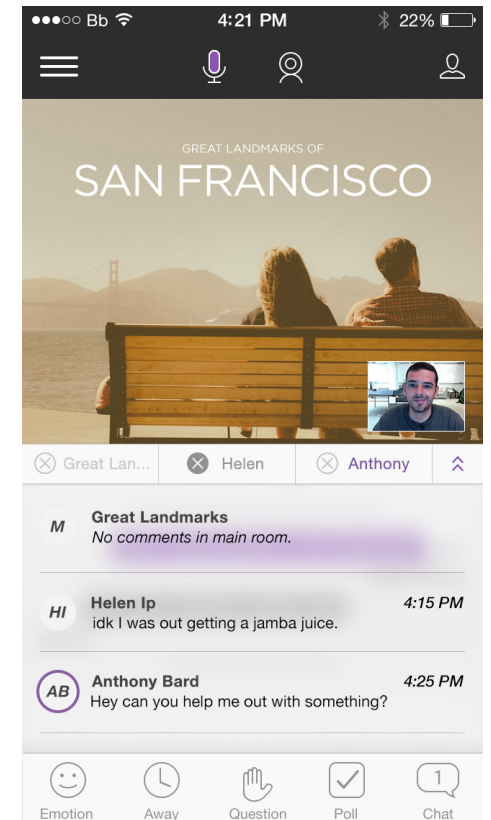 Bb 4:21 PM 22%
GREAT LANDMARKS OF
SAN FRANCISCO
Great Lan... Helen Anthony
M Great Landmarks
No comments in main room.
HI Helen Ip 4:15 PM
idk I was out getting a jamba juice.
AB Anthony Bard 4:25 PM
Hey can you help me out with something?
1
Emotion Away Question Poll Chat